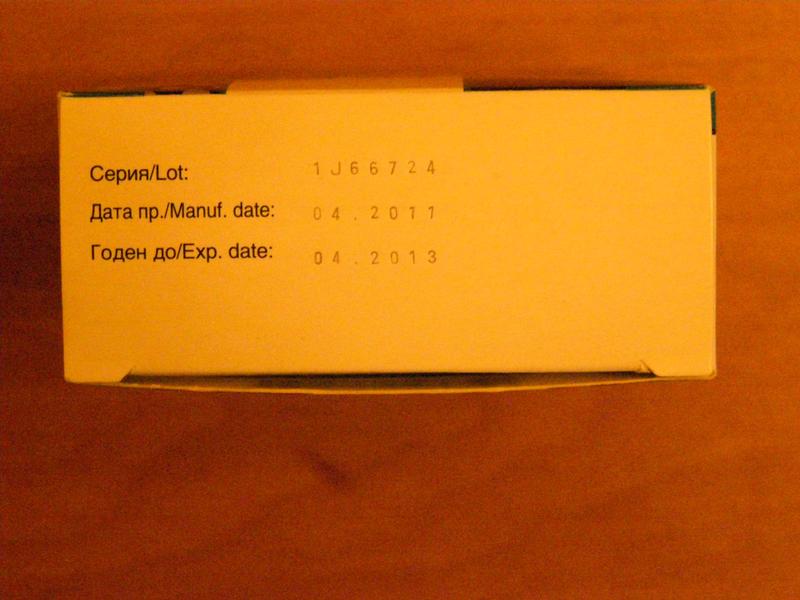 Серия/Lot: 1J66724
Дата пр./Manuf. date: 04.2011
Годен до/Exp. date: 04.2013